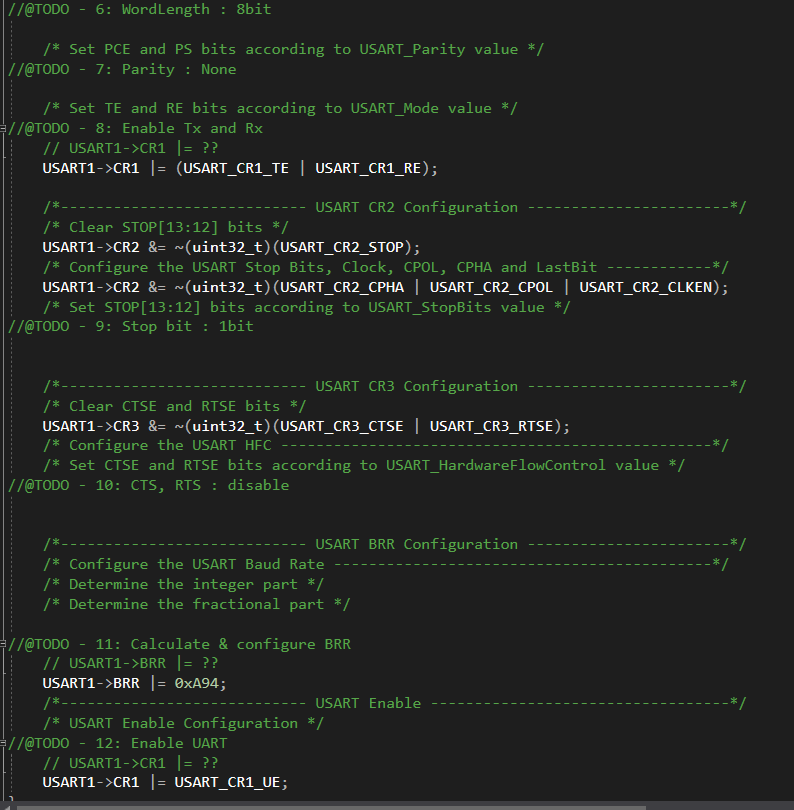 //@TODO - 6: WordLength : 8bit
/* Set PCE and PS bits according to USART_Parity value */
//@TODO - 7: Parity : None
/* Set TE and RE bits according to USART_Mode value */
//@TODO - 8: Enable Tx and Rx
// USART1->CR1 |= ??
USART1->CR1 |= (USART_CR1_TE | USART_CR1_RE);
/*---------------------------- USART CR2 Configuration -----------------------*/
/* Clear STOP[13:12] bits */
USART1->CR2 &= ~(uint32_t)(USART_CR2_STOP);
/* Configure the USART Stop Bits, Clock, CPOL, CPHA and LastBit ------------*/
USART1->CR2 &= ~(uint32_t)(USART_CR2_CPHA | USART_CR2_CPOL | USART_CR2_CLKEN);
/* Set STOP[13:12] bits according to USART_StopBits value */
//@TODO - 9: Stop bit : 1bit
/*---------------------------- USART CR3 Configuration -----------------------*/
/* Clear CTSE and RTSE bits */
USART1->CR3 &= ~(uint32_t)(USART_CR3_CTSE | USART_CR3_RTSE);
/* Configure the USART HFC -------------------------------------------------*/
/* Set CTSE and RTSE bits according to USART_HardwareFlowControl value */
//@TODO - 10: CTS, RTS : disable
/*---------------------------- USART BRR Configuration -----------------------*/
/* Configure the USART Baud Rate -------------------------------------------*/
/* Determine the integer part */
/* Determine the fractional part */
//@TODO - 11: Calculate & configure BRR
// USART1->BRR |= ??
USART1->BRR |= 0xA94;
/*---------------------------- USART Enable ----------------------------------*/
/* USART Enable Configuration */
//@TODO - 12: Enable UART
// USART1->CR1 |= ??
USART1->CR1 |= USART_CR1_UE;